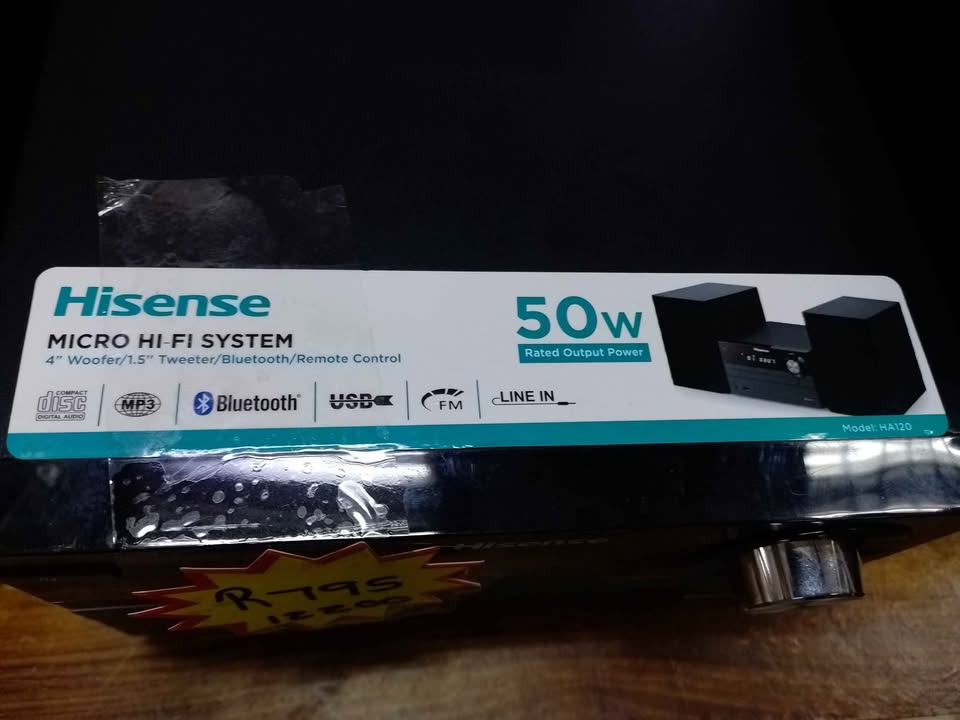 Hisense
MICRO HI-FI SYSTEM
4" Woofer/1.5" Tweeter/Bluetooth/Remote Control
COMPACT
disc
DIGITAL AUDIO
MP3
Bluetooth®
USB
FM
LINE IN
50W
Rated Output Power
Model: HA120
Hisense
R795